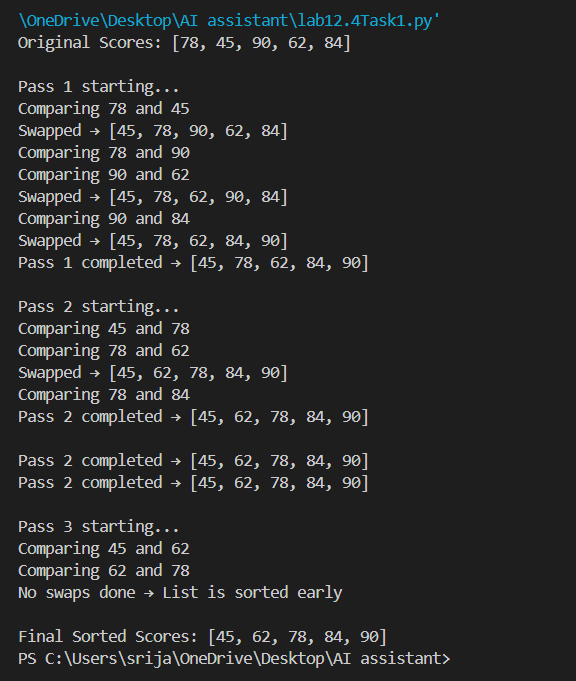 \OneDrive\Desktop\AI assistant\lab12.4Task1.py'
Original Scores: [78, 45, 90, 62, 84]
Pass 1 starting...
Comparing 78 and 45
Swapped → [45, 78, 90, 62, 84]
Comparing 78 and 90
Comparing 90 and 62
Swapped → [45, 78, 62, 90, 84]
Comparing 90 and 84
Swapped → [45, 78, 62, 84, 90]
Pass 1 completed → [45, 78, 62, 84, 90]
Pass 2 starting...
Comparing 45 and 78
Comparing 78 and 62
Swapped → [45, 62, 78, 84, 90]
Comparing 78 and 84
Pass 2 completed → [45, 62, 78, 84, 90]
Pass 2 completed → [45, 62, 78, 84, 90]
Pass 2 completed → [45, 62, 78, 84, 90]
Pass 3 starting...
Comparing 45 and 62
Comparing 62 and 78
No swaps done → List is sorted early
Final Sorted Scores: [45, 62, 78, 84, 90]
PS C:\Users\srija\OneDrive\Desktop\AI assistant>